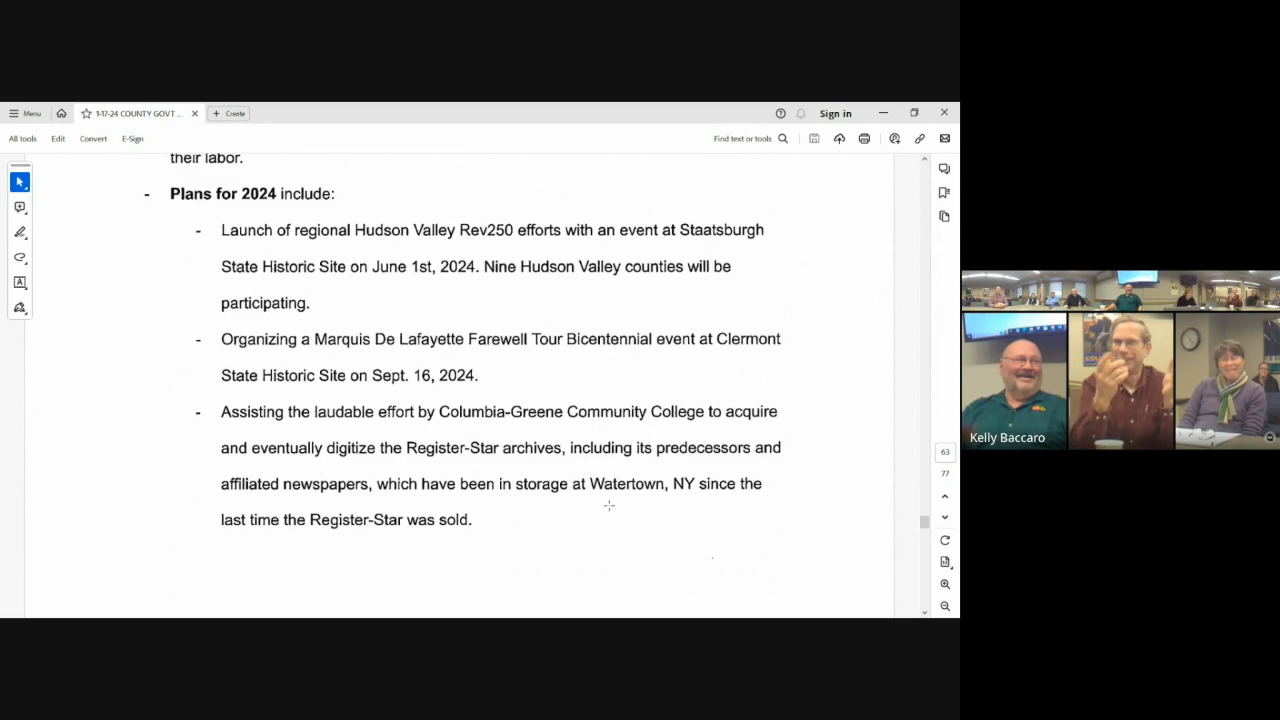 Menu
1-17-24 COUNTY GOVT ...
Create
Sign in
All tools
Edit
Convert
E-Sign
Find text or tools
their labor.
- Plans for 2024 include:
- Launch of regional Hudson Valley Rev250 efforts with an event at Staatsburgh
State Historic Site on June 1st, 2024. Nine Hudson Valley counties will be
participating.
- Organizing a Marquis De Lafayette Farewell Tour Bicentennial event at Clermont
State Historic Site on Sept. 16, 2024.
- Assisting the laudable effort by Columbia-Greene Community College to acquire
and eventually digitize the Register-Star archives, including its predecessors and
affiliated newspapers, which have been in storage at Watertown, NY since the
last time the Register-Star was sold.
63
77
Kelly Baccaro